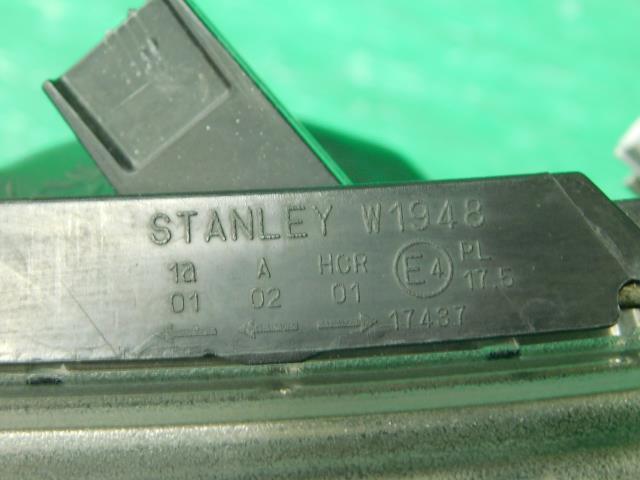 STANLEY W1948
1a A HCR E4 PL
01 02 01 17.5
← ← → 17437